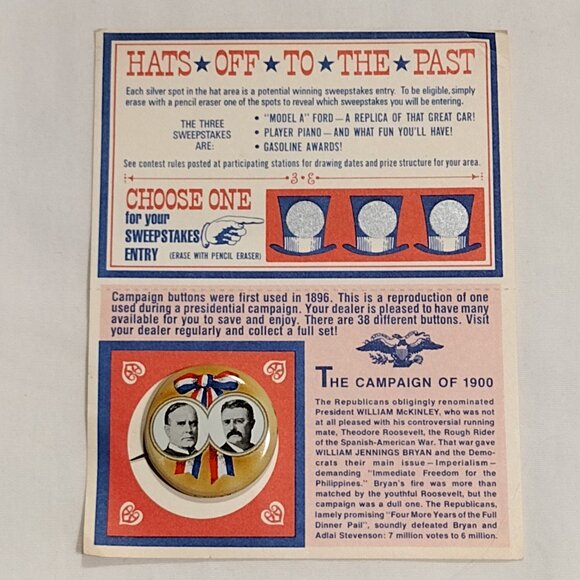 HATS★OFF★TO★THE★PAST
Each silver spot in the hat area is a potential winning sweepstakes entry. To be eligible, simply
erase with a pencil eraser one of the spots to reveal which sweepstakes you will be entering.
THE THREE
SWEEPSTAKES
ARE:
• "MODEL A" FORD — A REPLICA OF THAT GREAT CAR!
• PLAYER PIANO — AND WHAT FUN YOU'LL HAVE!
• GASOLINE AWARDS!
See contest rules posted at participating stations for drawing dates and prize structure for your area.
CHOOSE ONE
for your
SWEEPSTAKES
ENTRY
(ERASE WITH PENCIL ERASER)
Campaign buttons were first used in 1896. This is a reproduction of one
used during a presidential campaign. Your dealer is pleased to have many
available for you to save and enjoy. There are 38 different buttons. Visit
your dealer regularly and collect a full set!
THE CAMPAIGN OF 1900
The Republicans obligingly renominated
President WILLIAM McKINLEY, who was not
at all pleased with his controversial running
mate, Theodore Roosevelt, the Rough Rider
of the Spanish-American War. That war gave
WILLIAM JENNINGS BRYAN and the Demo-
crats their main issue — Imperialism —
demanding "Immediate Freedom for the
Philippines." Bryan's fire was more than
matched by the youthful Roosevelt, but the
campaign was a dull one. The Republicans,
lamely promising "Four More Years of the Full
Dinner Pail", soundly defeated Bryan and
Adlai Stevenson: 7 million votes to 6 million.